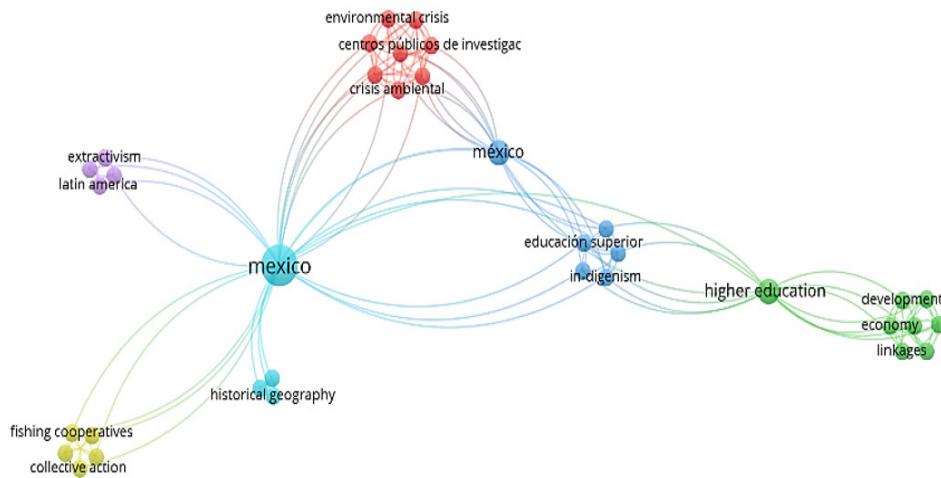 environmental crisis
centros públicos de investigac
crisis ambiental
méxico
extractivism
latin america
educación superior
mexico
in-digenism
higher education
development
economy
linkages
historical geography
fishing cooperatives
collective action